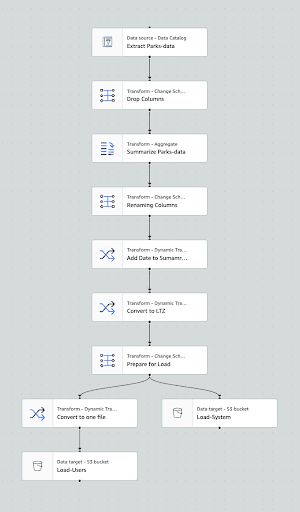 Data source - Data Catalog
Extract Parks-data
Transform - Change Sch...
Drop Columns
Transform - Aggregate
Summarize Parks-data
Transform - Change Sch...
Renaming Columns
Transform - Dynamic Tra...
Add Date to Sumamr...
Transform - Dynamic Tra...
Convert to LTZ
Transform - Change Sch...
Prepare for Load
Transform - Dynamic Tra...
Convert to one file
Data target - S3 bucket
Load-System
Data target - S3 bucket
Load-Users